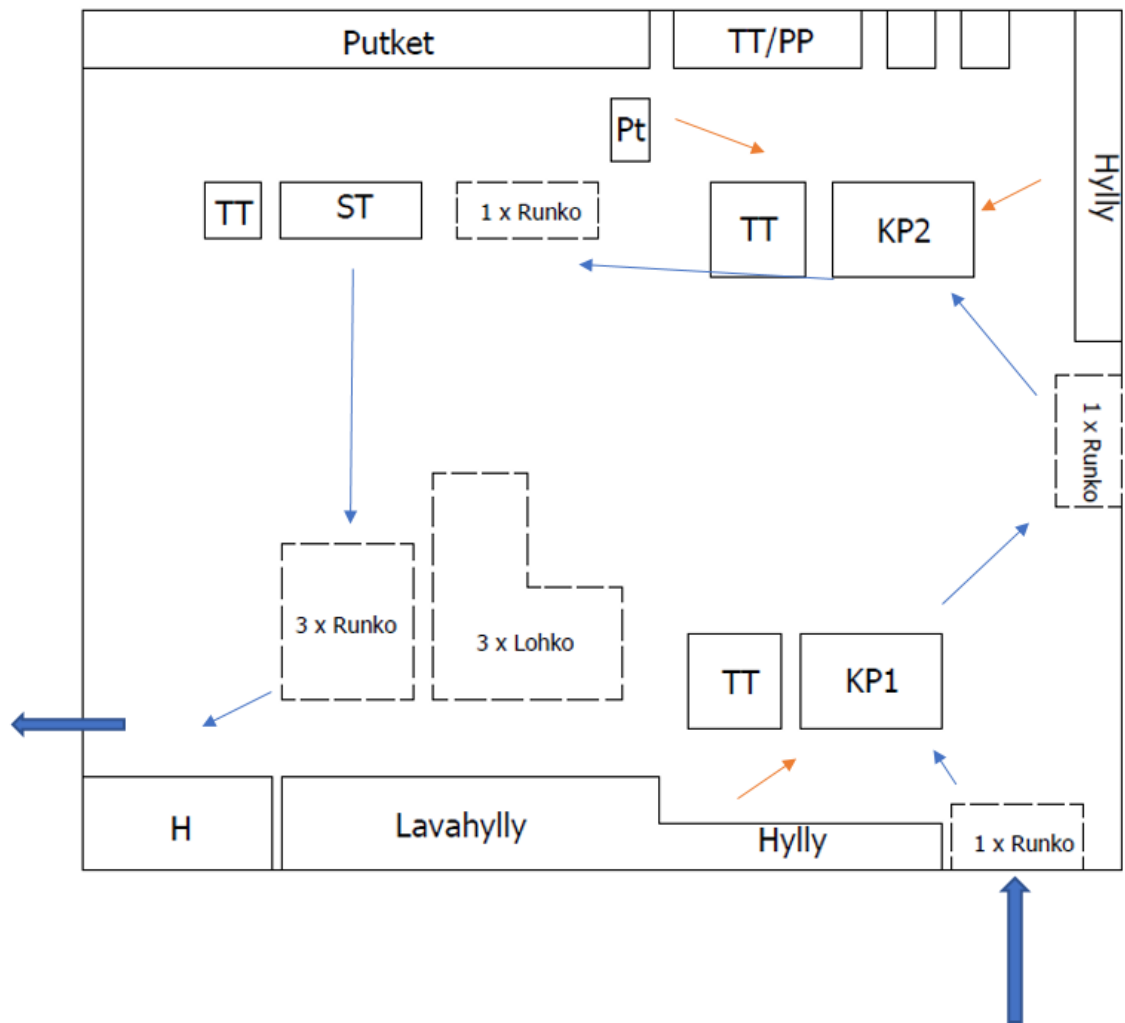 Putket
TT/PP
Pt
Hylly
TT
ST
1 x Runko
TT
KP2
1 x Runko
3 x Runko
3 x Lohko
TT
KP1
H
Lavahylly
Hylly
1 x Runko